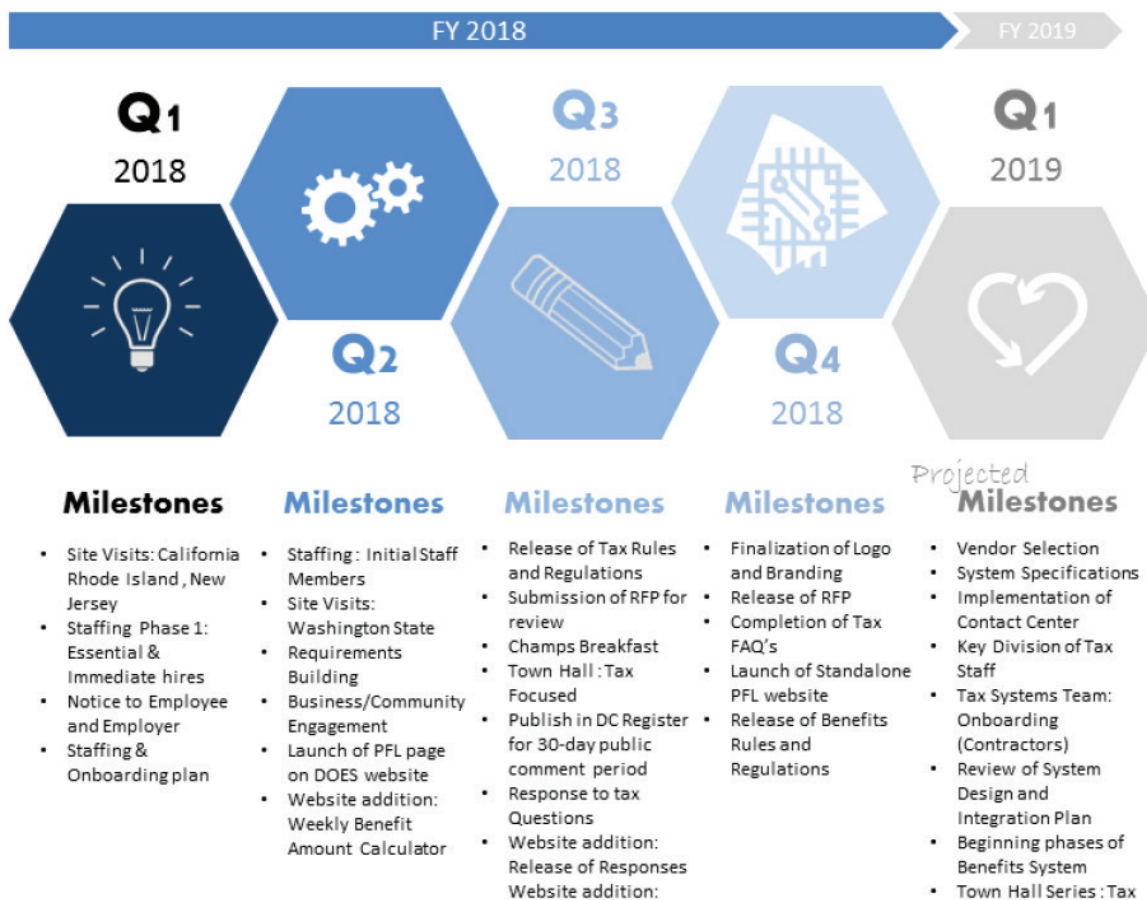 FY 2018
FY 2019
Q1
2018
Q2
2018
Q3
2018
Q4
2018
Q1
2019
Milestones
• Site Visits: California
Rhode Island , New
Jersey
• Staffing Phase 1:
Essential &
Immediate hires
• Notice to Employee
and Employer
• Staffing &
Onboarding plan
Milestones
• Staffing : Initial Staff
Members
• Site Visits:
Washington State
• Requirements
Building
• Business/Community
Engagement
• Launch of PFL page
on DOES website
• Website addition:
Weekly Benefit
Amount Calculator
Milestones
• Release of Tax Rules
and Regulations
• Submission of RFP for
review
• Champs Breakfast
• Town Hall : Tax
Focused
• Publish in DC Register
for 30-day public
comment period
• Response to tax
Questions
• Website addition:
Release of Responses
Website addition:
Milestones
• Finalization of Logo
and Branding
• Release of RFP
• Completion of Tax
FAQ's
• Launch of Standalone
PFL website
• Release of Benefits
Rules and
Regulations
Projected
Milestones
• Vendor Selection
• System Specifications
• Implementation of
Contact Center
• Key Division of Tax
Staff
• Tax Systems Team:
Onboarding
(Contractors)
• Review of System
Design and
Integration Plan
• Beginning phases of
Benefits System
• Town Hall Series : Tax